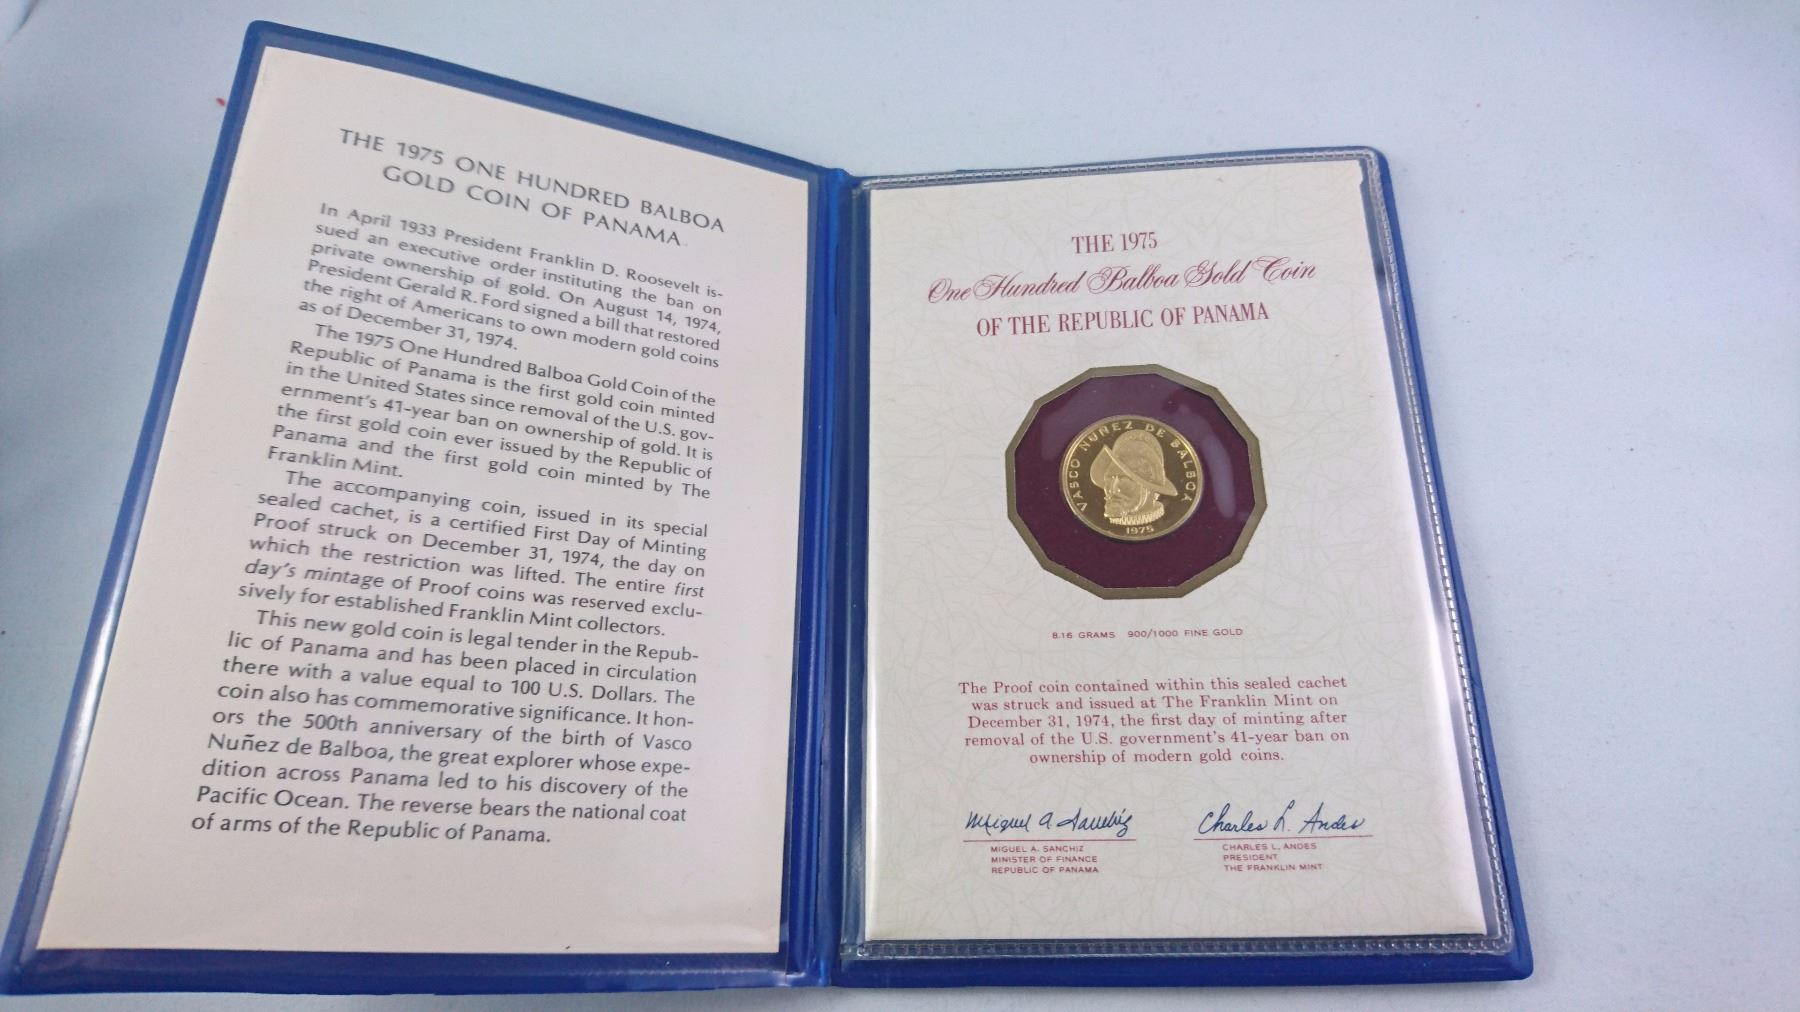 THE 1975 ONE HUNDRED BALBOA
GOLD COIN OF PANAMA
In April 1933 President Franklin D. Roosevelt is-
sued an executive order instituting the ban on
private ownership of gold. On August 14, 1974,
President Gerald R. Ford signed a bill that restored
the right of Americans to own modern gold coins
as of December 31, 1974.
The 1975 One Hundred Balboa Gold Coin of the
Republic of Panama is the first gold coin minted
in the United States since removal of the U.S. gov-
ernment's 41-year ban on ownership of gold. It is
the first gold coin ever issued by the Republic of
Panama and the first gold coin minted by The
Franklin Mint.
The accompanying coin, issued in its special
sealed cachet, is a certified First Day of Minting
Proof struck on December 31, 1974, the day on
which the restriction was lifted. The entire first
day's mintage of Proof coins was reserved exclu-
sively for established Franklin Mint collectors.
This new gold coin is legal tender in the Repub-
lic of Panama and has been placed in circulation
there with a value equal to 100 U.S. Dollars. The
coin also has commemorative significance. It hon-
ors the 500th anniversary of the birth of Vasco
Nuñez de Balboa, the great explorer whose expe-
dition across Panama led to his discovery of the
Pacific Ocean. The reverse bears the national coat
of arms of the Republic of Panama.
THE 1975
One Hundred Balboa Gold Coin
OF THE REPUBLIC OF PANAMA
VASCO NUÑEZ DE BALBOA
1975
8.16 GRAMS 900/1000 FINE GOLD
The Proof coin contained within this sealed cachet
was struck and issued at The Franklin Mint on
December 31, 1974, the first day of minting after
removal of the U.S. government's 41-year ban on
ownership of modern gold coins.
Miguel A. Sanchiz Charles L. Andes
MIGUEL A. SANCHIZ
MINISTER OF FINANCE
REPUBLIC OF PANAMA
CHARLES L. ANDES
PRESIDENT
THE FRANKLIN MINT